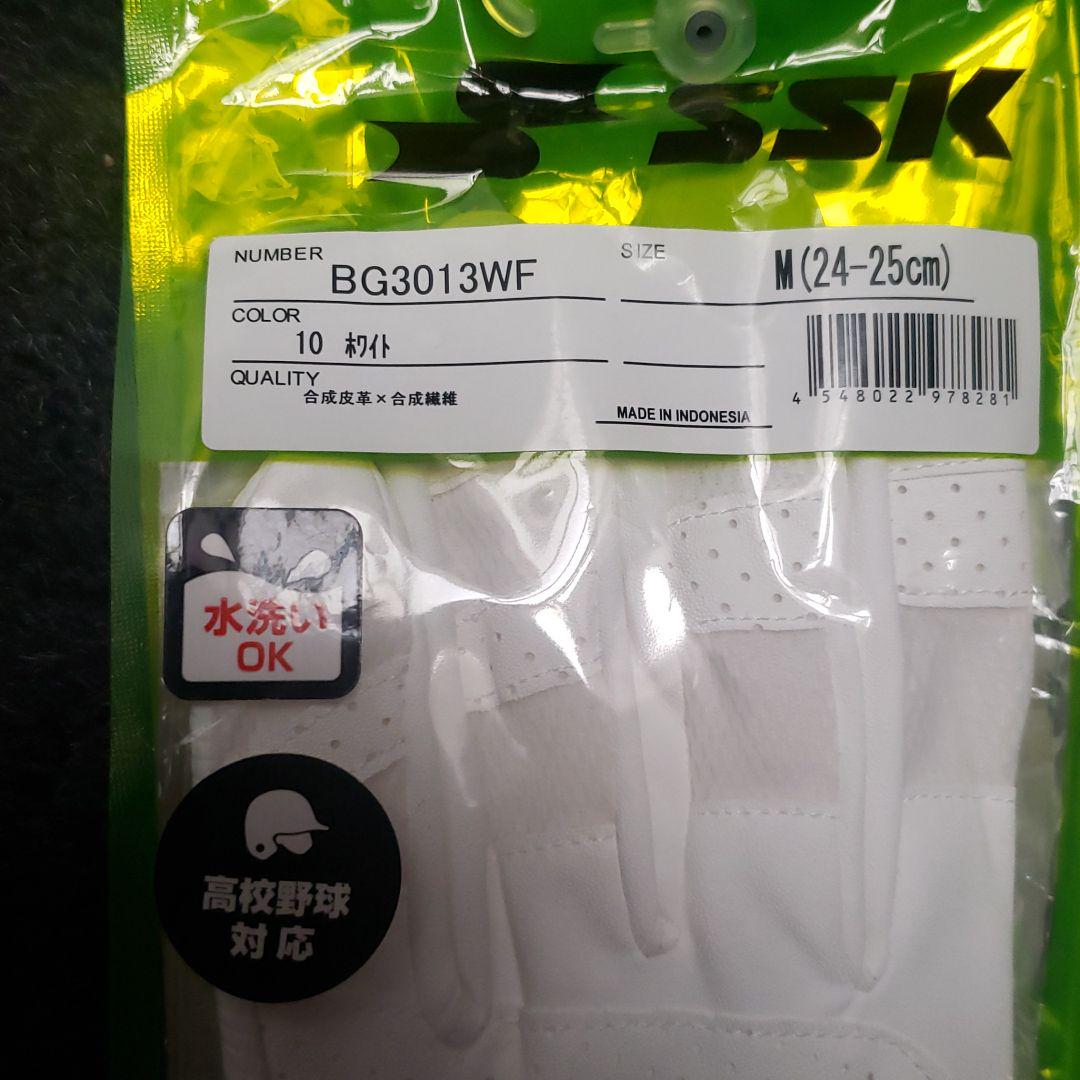 SSK
NUMBER BG3013WF
SIZE M(24-25cm)
COLOR 10 ﾎﾜｲﾄ
QUALITY 合成皮革×合成繊維
MADE IN INDONESIA
4 548022 978281
水洗い
OK
高校野球
対応